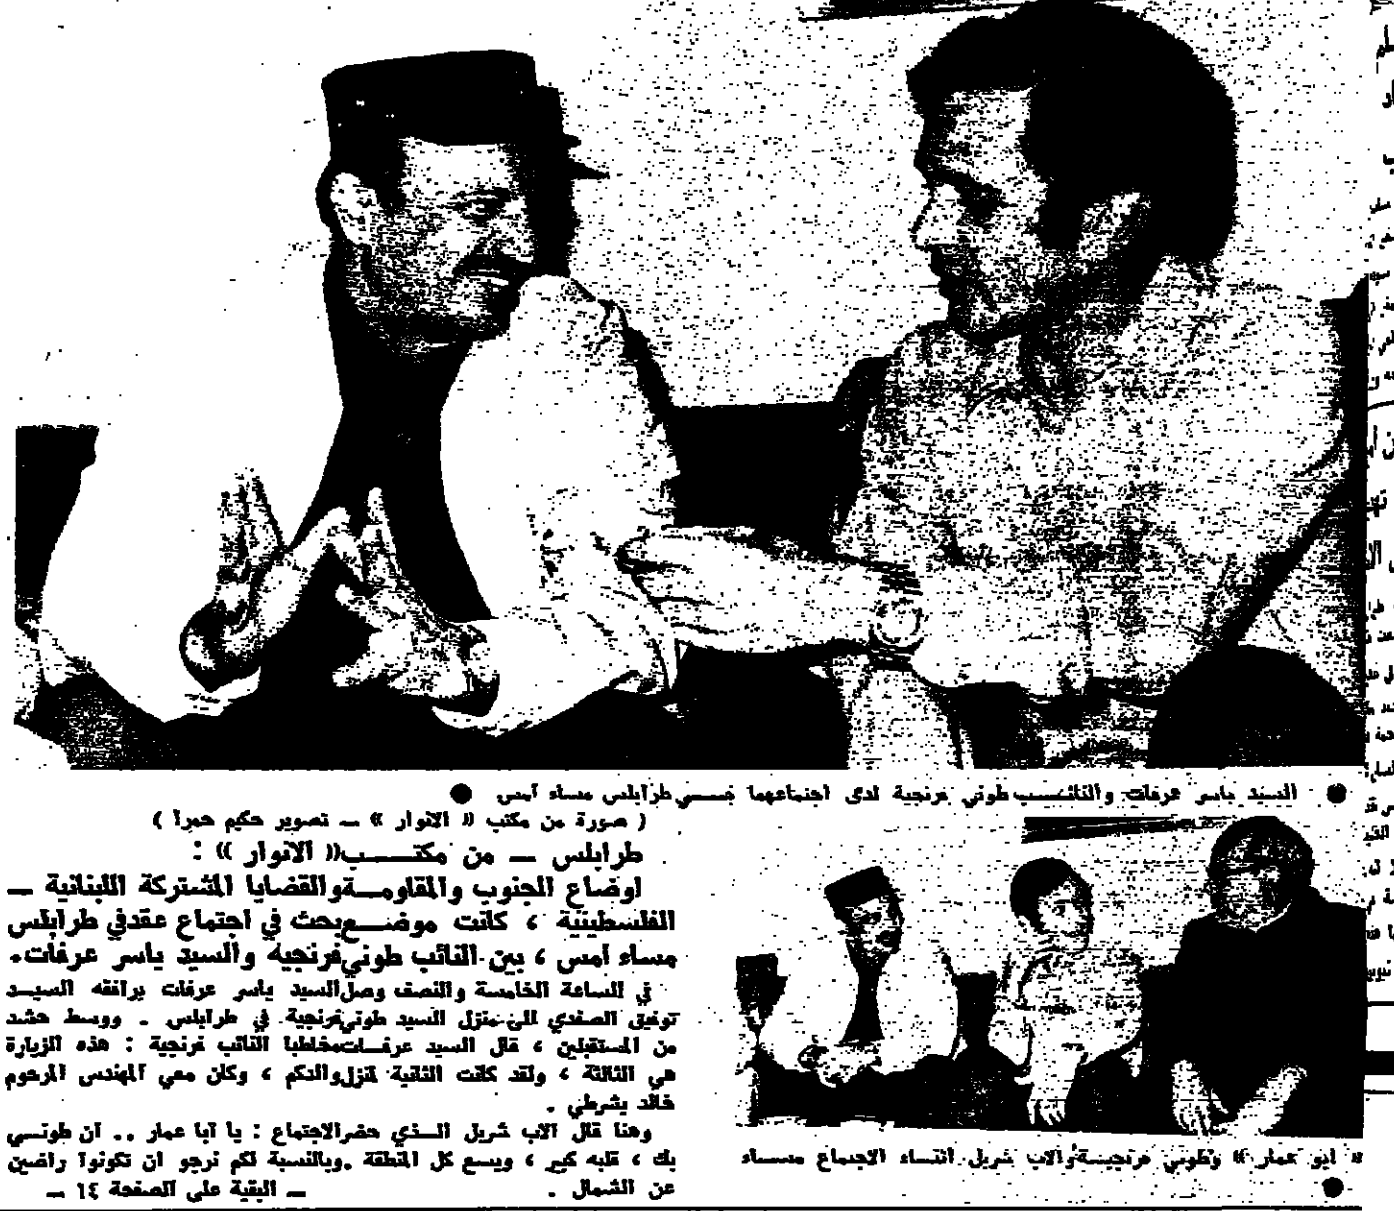 السيد ياسر عرفات والنائب طوني فرنجية لدى اجتماعهما في طرابلس مساء أمس
( صورة من مكتب « الانوار » — تصوير حكيم حمرا )
طرابلس — من مكتب « الانوار » :
اوضاع الجنوب والمقاومة والقضايا المشتركة اللبنانية —
الفلسطينية ، كانت موضع بحث في اجتماع عقد في طرابلس
مساء امس ، بين النائب طوني فرنجيه والسيد ياسر عرفات.
في الساعة الخامسة والنصف وصل السيد ياسر عرفات يرافقه السيد
توفيق الصفدي الى منزل السيد طوني فرنجية في طرابلس . ووسط حشد
من المستقبلين ، قال السيد عرفات مخاطبا النائب فرنجية : هذه الزيارة
هي الثالثة ، ولقد كانت الثانية لمنزل والدكم ، وكان معي المهندس المرحوم
خالد يشرطي .
وهنا قال الاب شربل الذي حضر الاجتماع : يا أبا عمار .. ان طوني
بك ، قلبه كبير ، ويسع كل المنطقة . وبالنسبة لكم نرجو ان تكونوا راضين
عن الشمال .
— البقية على الصفحة ١٤ —
« ابو عمار » وطوني فرنجية والاب شربل اثناء الاجتماع مساء